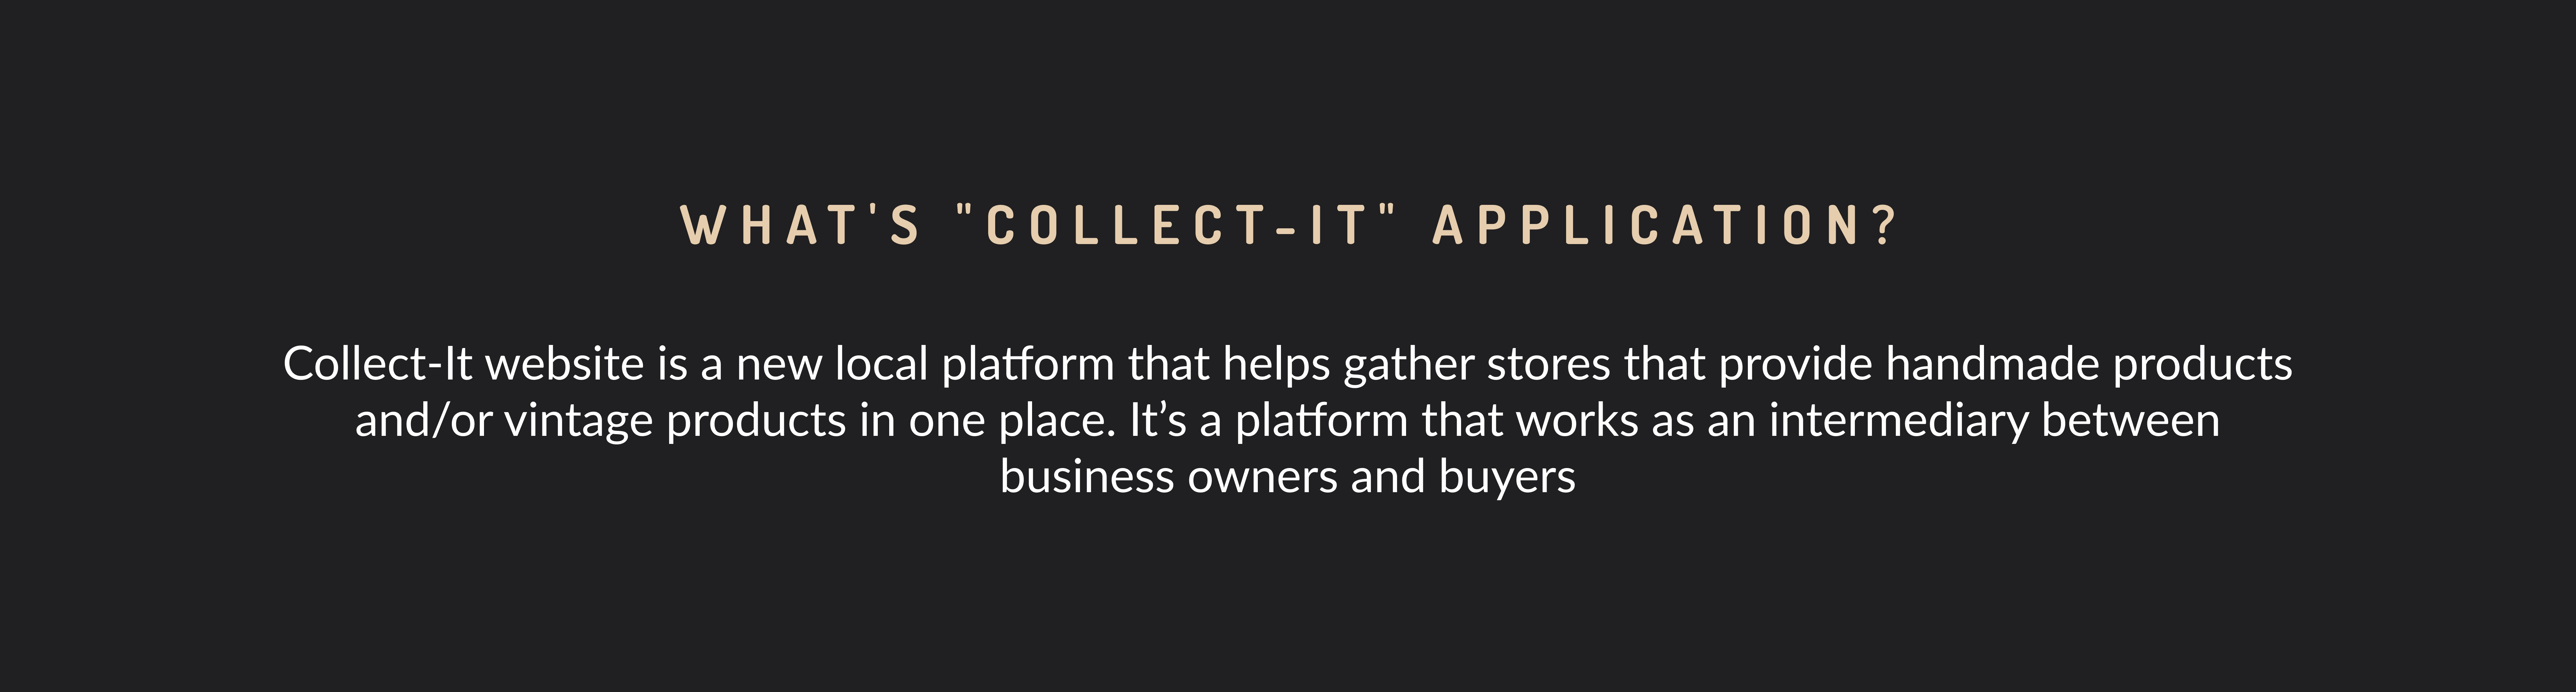 WHAT'S "COLLECT-IT" APPLICATION?
Collect-It website is a new local platform that helps gather stores that provide handmade products
and/or vintage products in one place. It’s a platform that works as an intermediary between
business owners and buyers